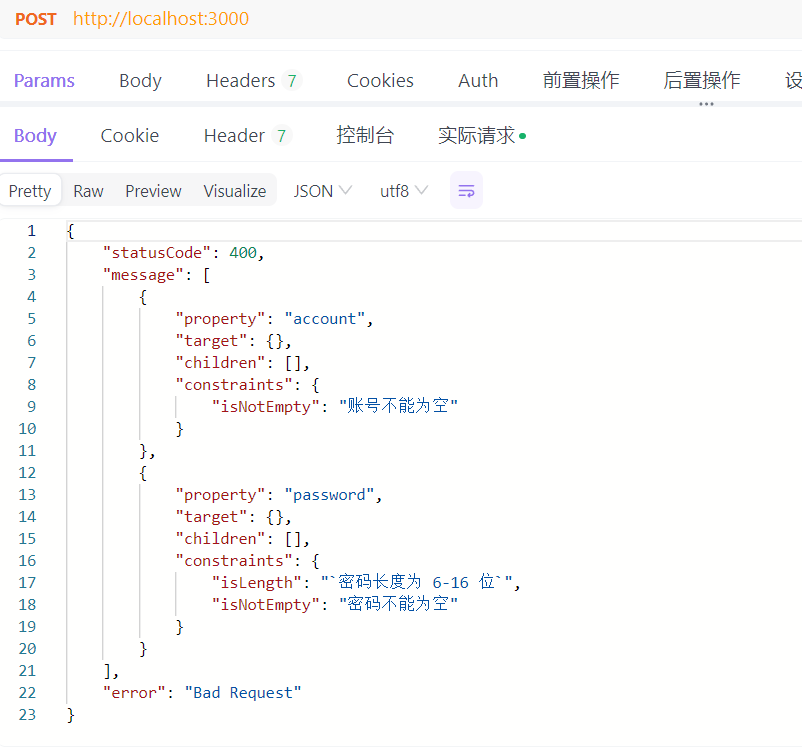 POST http://localhost:3000
Params Body Headers 7 Cookies Auth 前置操作 后置操作 设
Body Cookie Header 7 控制台 实际请求
Pretty Raw Preview Visualize JSON utf8
1 {
2 "statusCode": 400,
3 "message": [
4 {
5 "property": "account",
6 "target": {},
7 "children": [],
8 "constraints": {
9 "isNotEmpty": "账号不能为空"
10 }
11 },
12 {
13 "property": "password",
14 "target": {},
15 "children": [],
16 "constraints": {
17 "isLength": "`密码长度为 6-16 位`",
18 "isNotEmpty": "密码不能为空"
19 }
20 }
21 ],
22 "error": "Bad Request"
23 }